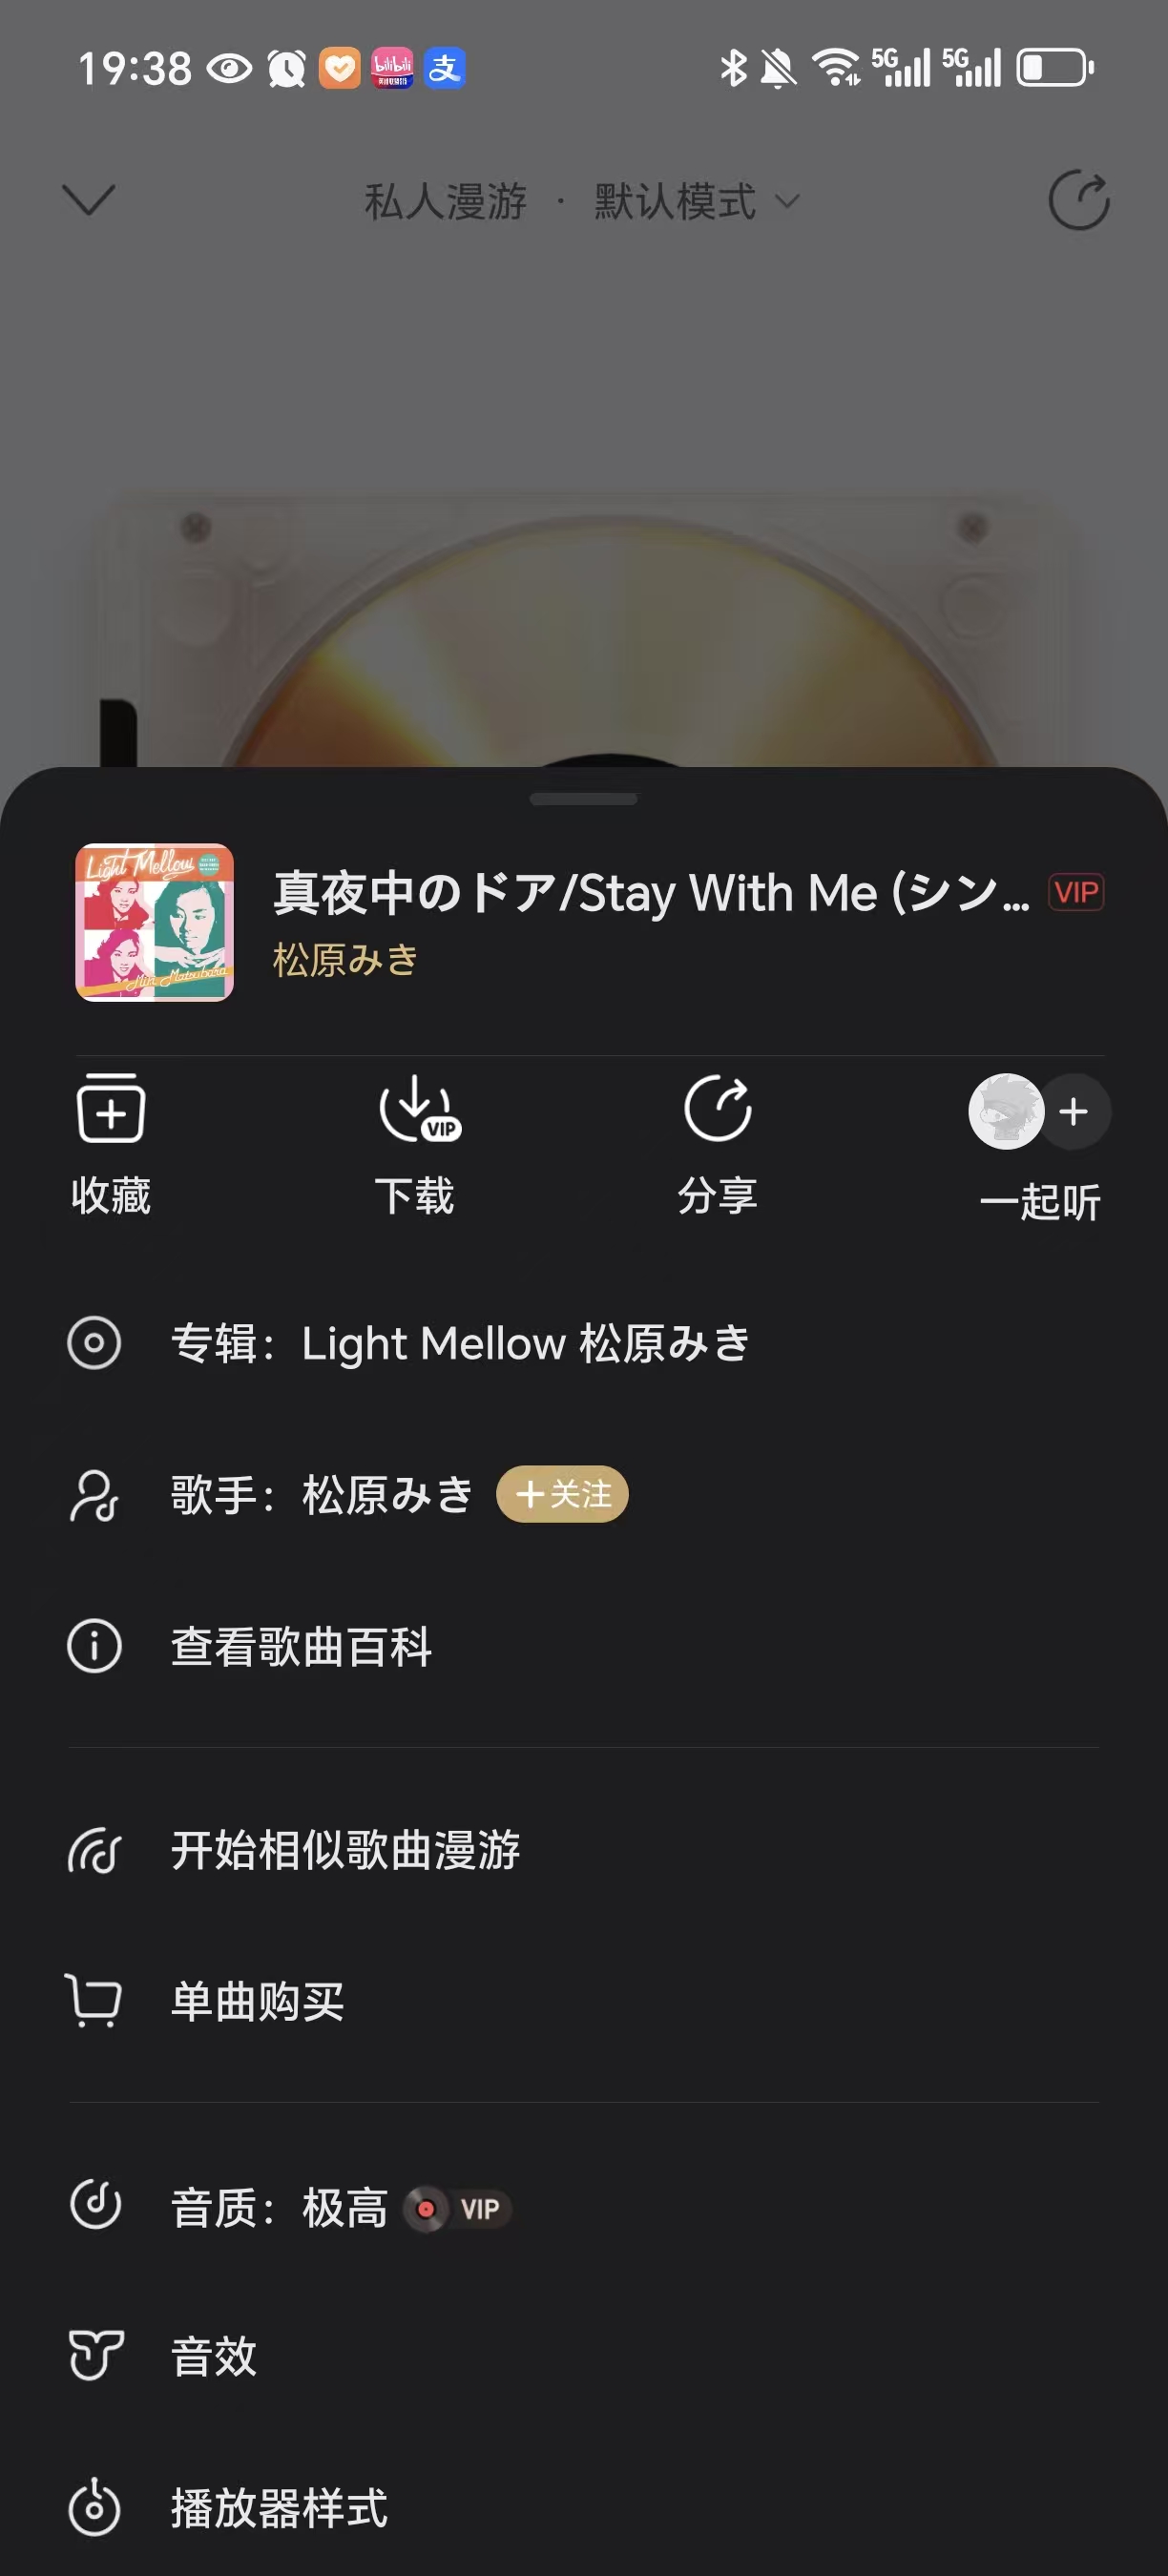 19:38
bilibili
支
5G
5G
私人漫游 · 默认模式
Light Mellow
Miki Matsubara
真夜中のドア/Stay With Me (シン... VIP
松原みき
VIP
收藏 下载 分享 一起听
专辑：Light Mellow 松原みき
歌手：松原みき +关注
查看歌曲百科
开始相似歌曲漫游
单曲购买
音质：极高 VIP
音效
播放器样式